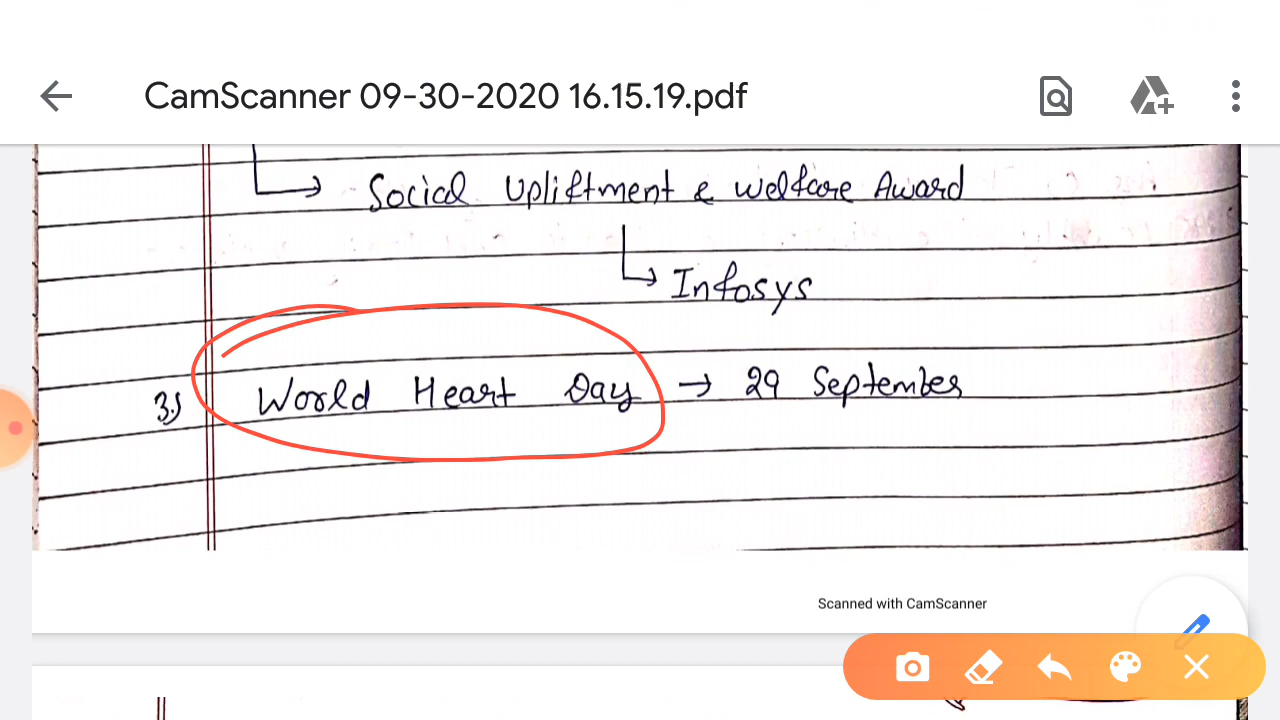 CamScanner 09-30-2020 16.15.19.pdf
Social Upliftment & Welfare Award
Infosys
3.) World Heart Day → 29 September
Scanned with CamScanner